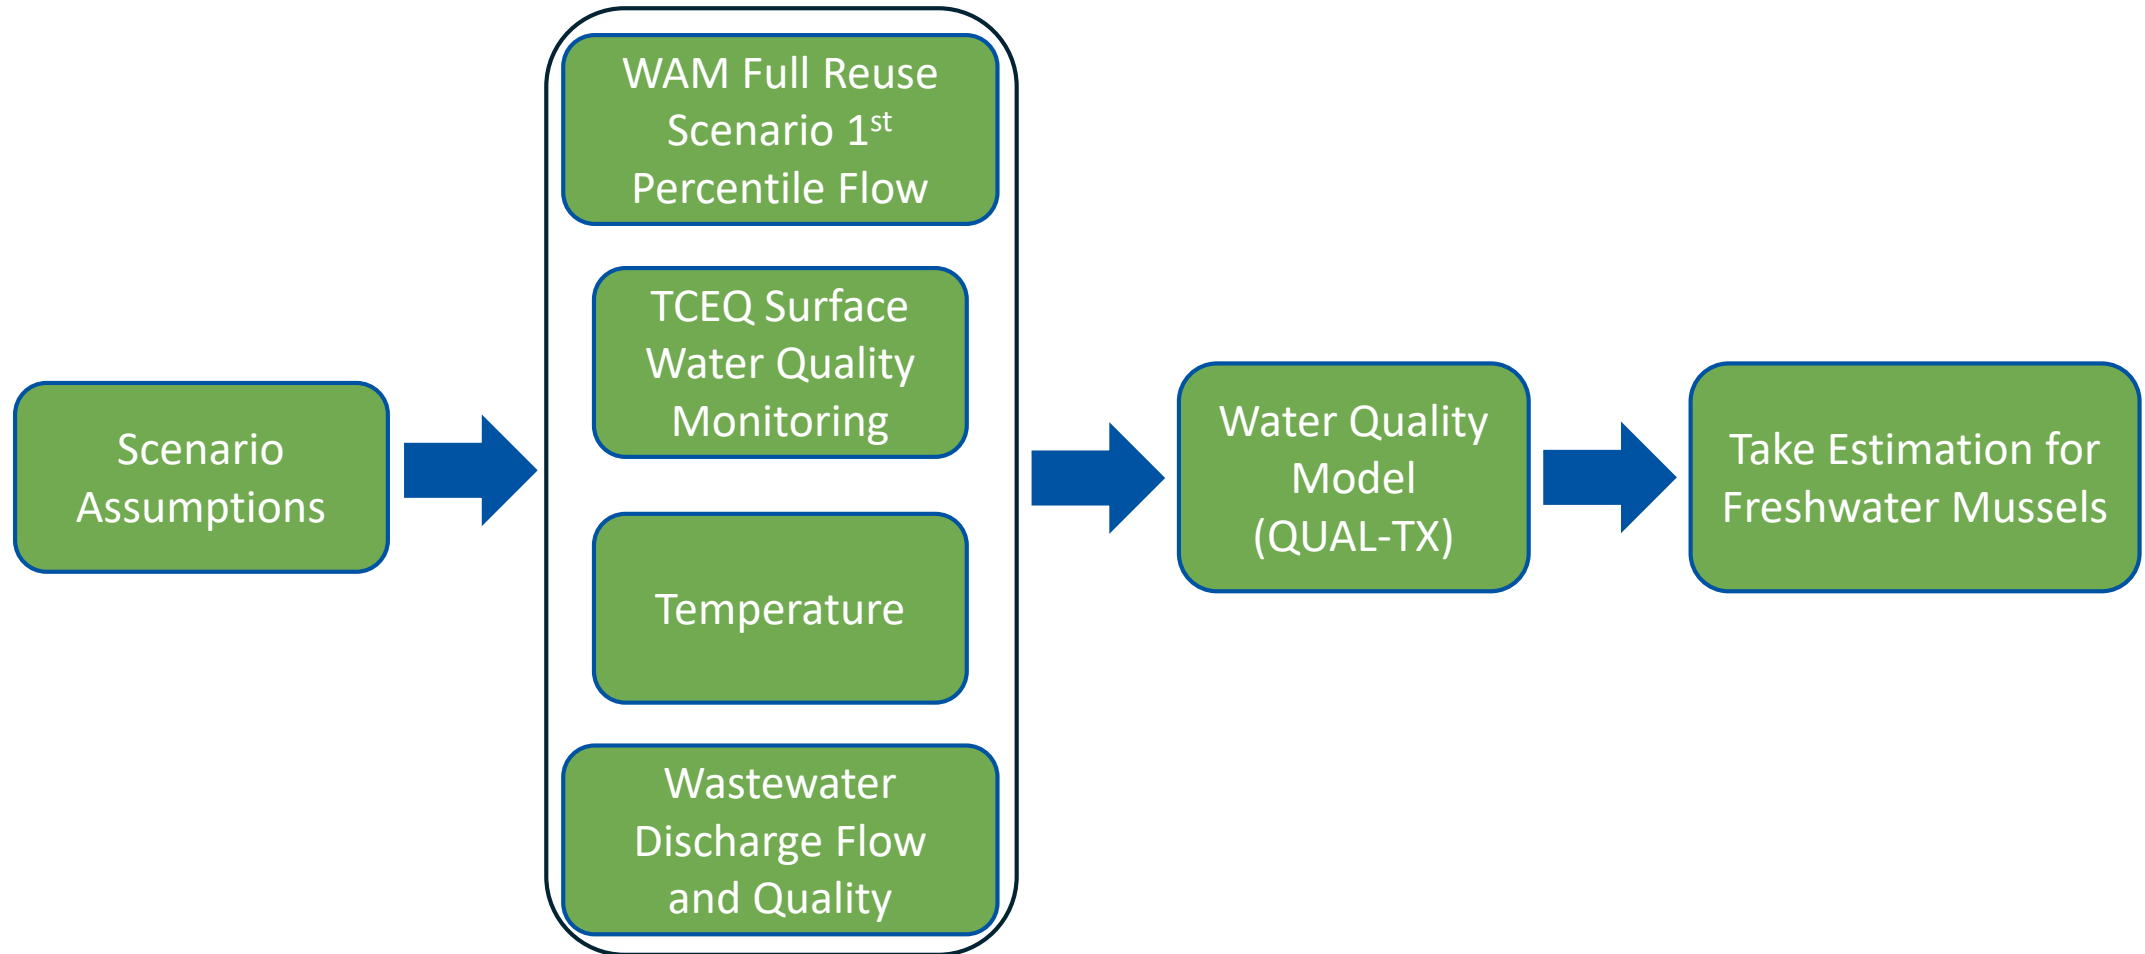 Scenario
Assumptions
WAM Full Reuse
Scenario 1st
Percentile Flow
TCEQ Surface
Water Quality
Monitoring
Temperature
Wastewater
Discharge Flow
and Quality
Water Quality
Model
(QUAL-TX)
Take Estimation for
Freshwater Mussels